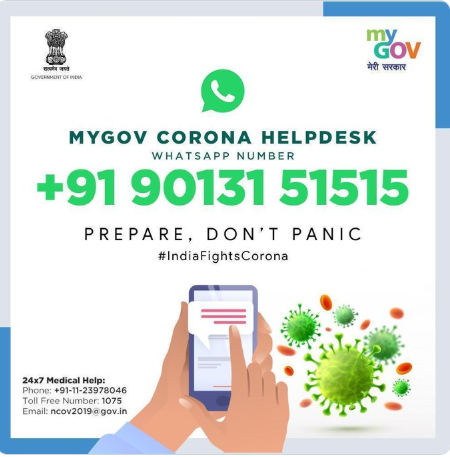 सत्यमेव जयते
GOVERNMENT OF INDIA
my
GOV
मेरी सरकार
MYGOV CORONA HELPDESK
WHATSAPP NUMBER
+91 90131 51515
PREPARE, DON'T PANIC
#IndiaFightsCorona
24x7 Medical Help:
Phone: +91-11-23978046
Toll Free Number: 1075
Email: ncov2019@gov.in